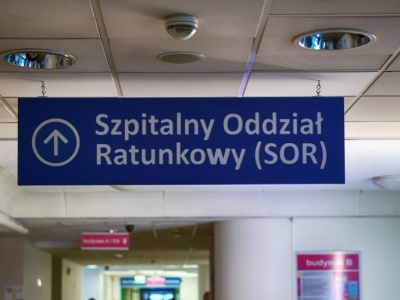 Szpitalny Oddział
Ratunkowy (SOR)
budynek B